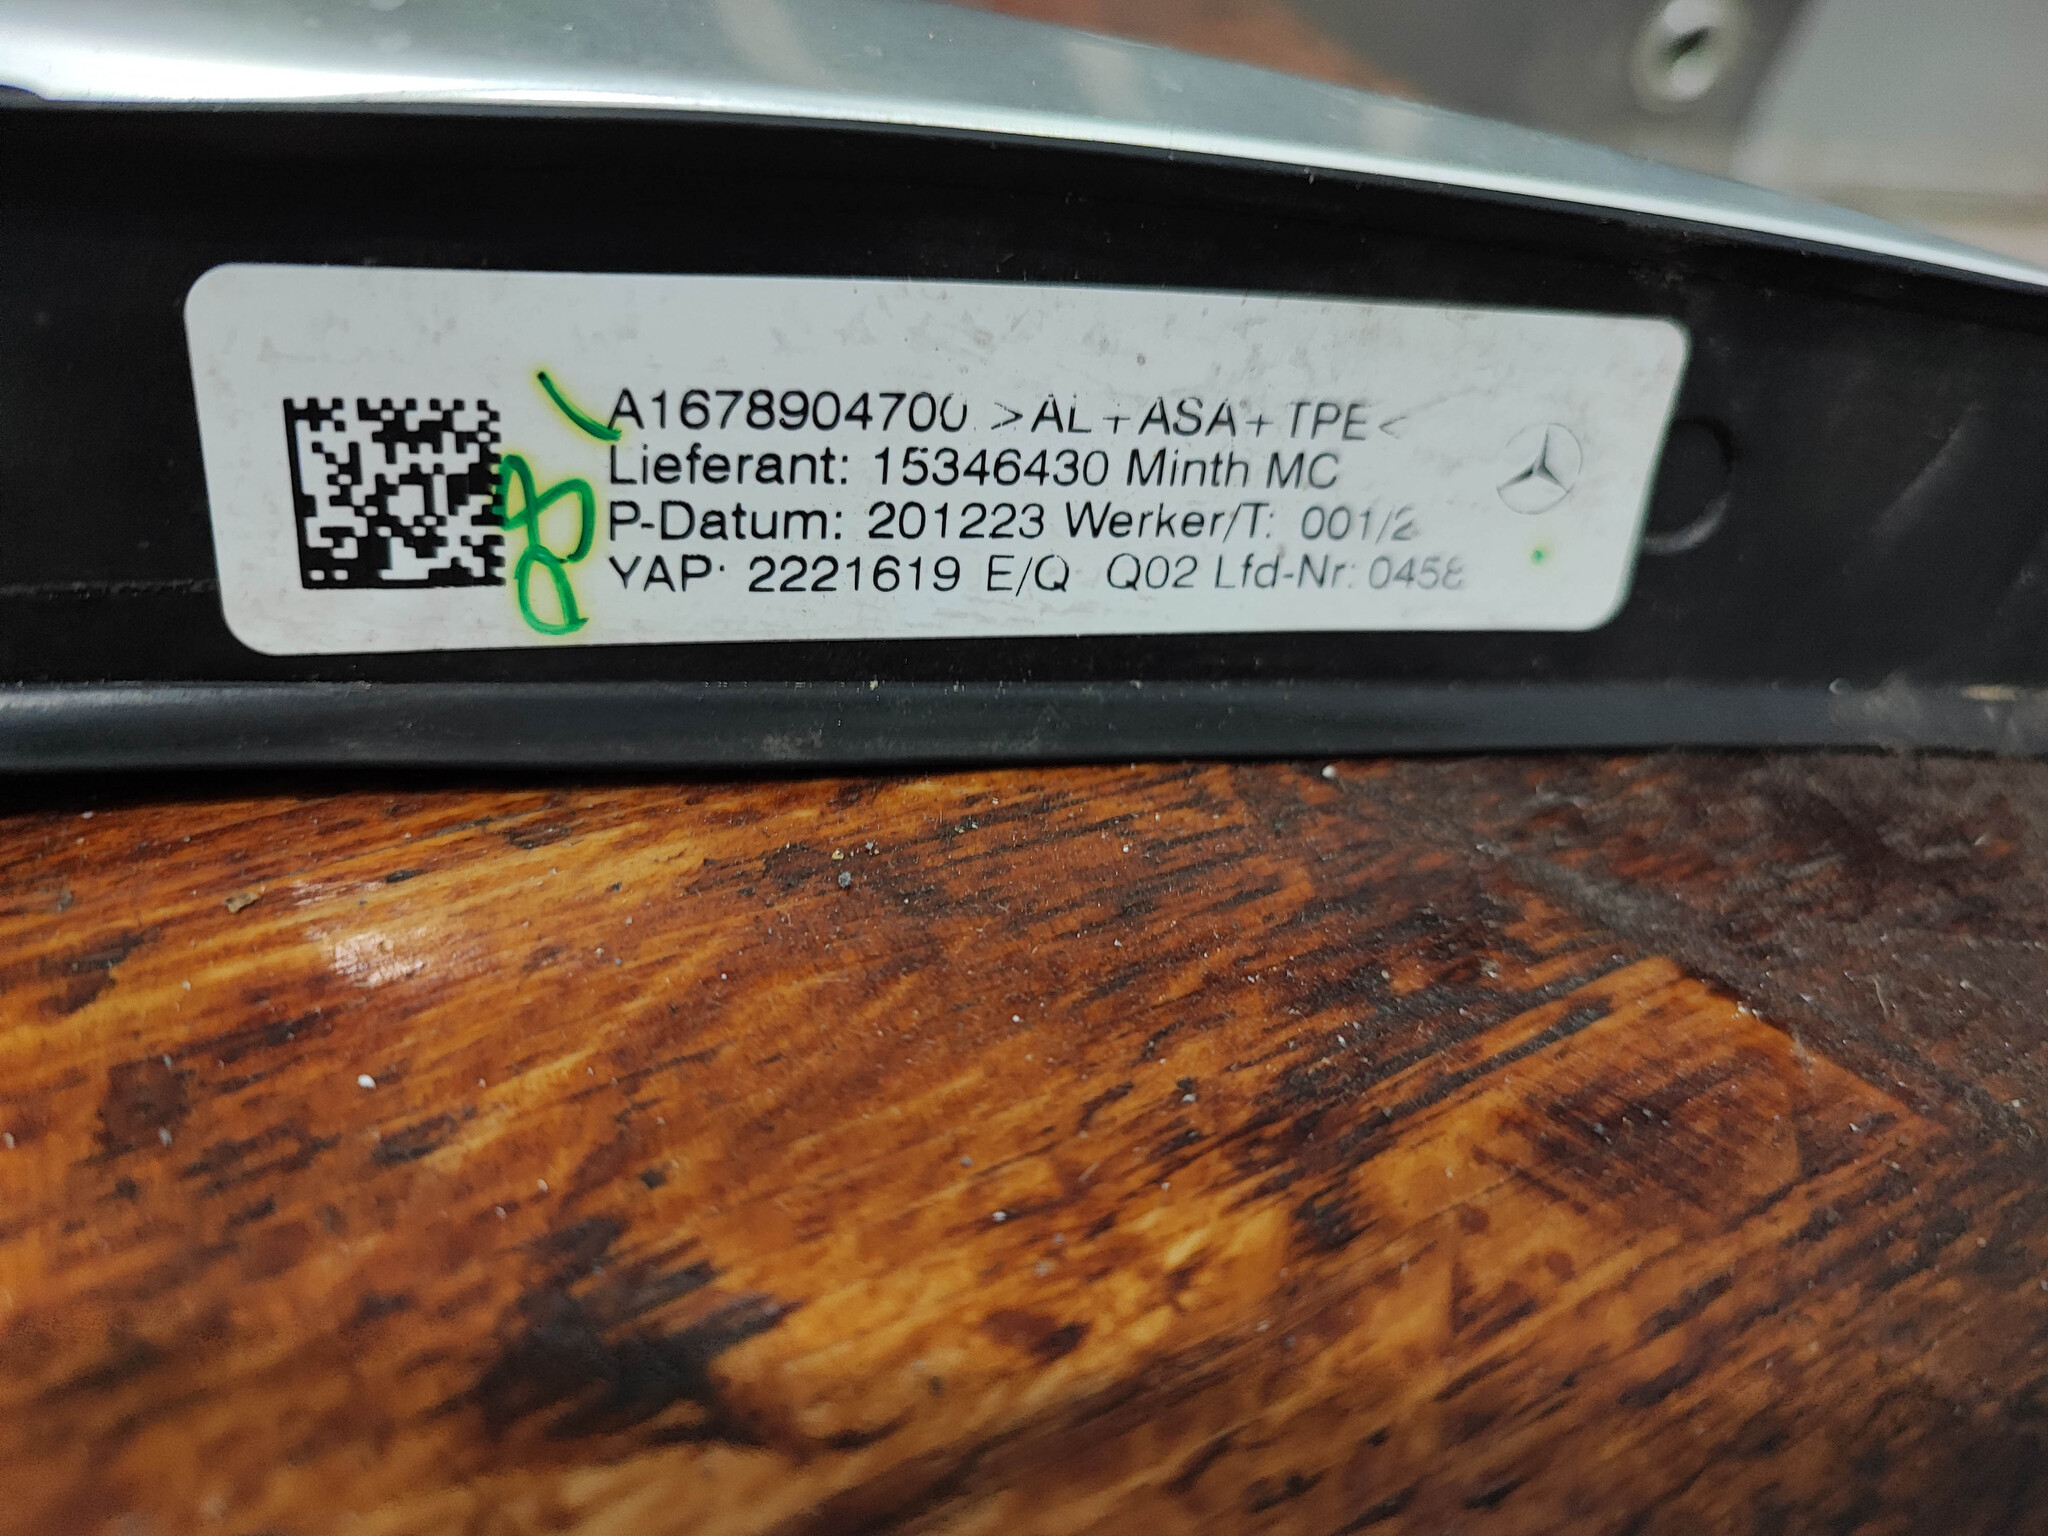 A1678904700 >AL+ASA+TPE<
Lieferant: 15346430 Minth MC
P-Datum: 201223 Werker/T: 001/2
YAP: 2221619 E/Q Q02 Lfd-Nr: 0458